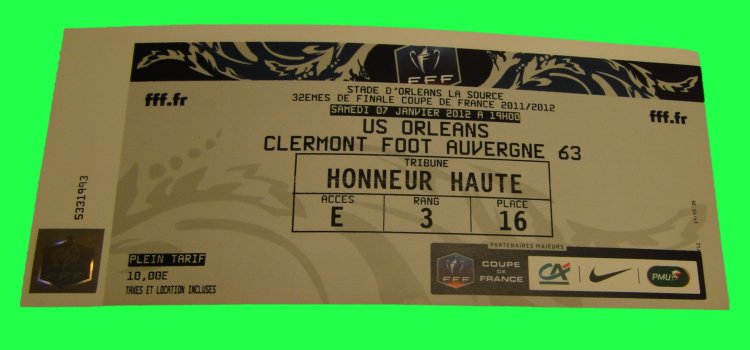 FFF
STADE D'ORLEANS LA SOURCE
32EMES DE FINALE COUPE DE FRANCE 2011/2012
SAMEDI 07 JANVIER 2012 A 19H00
fff.fr
fff.fr
US ORLEANS
CLERMONT FOOT AUVERGNE 63
TRIBUNE
HONNEUR HAUTE
ACCES RANG PLACE
E 3 16
5331993
PLEIN TARIF
10,00E
TAXES ET LOCATION INCLUSES
PARTENAIRES MAJEURS
FFF
COUPE
DE
FRANCE
CA
PMU